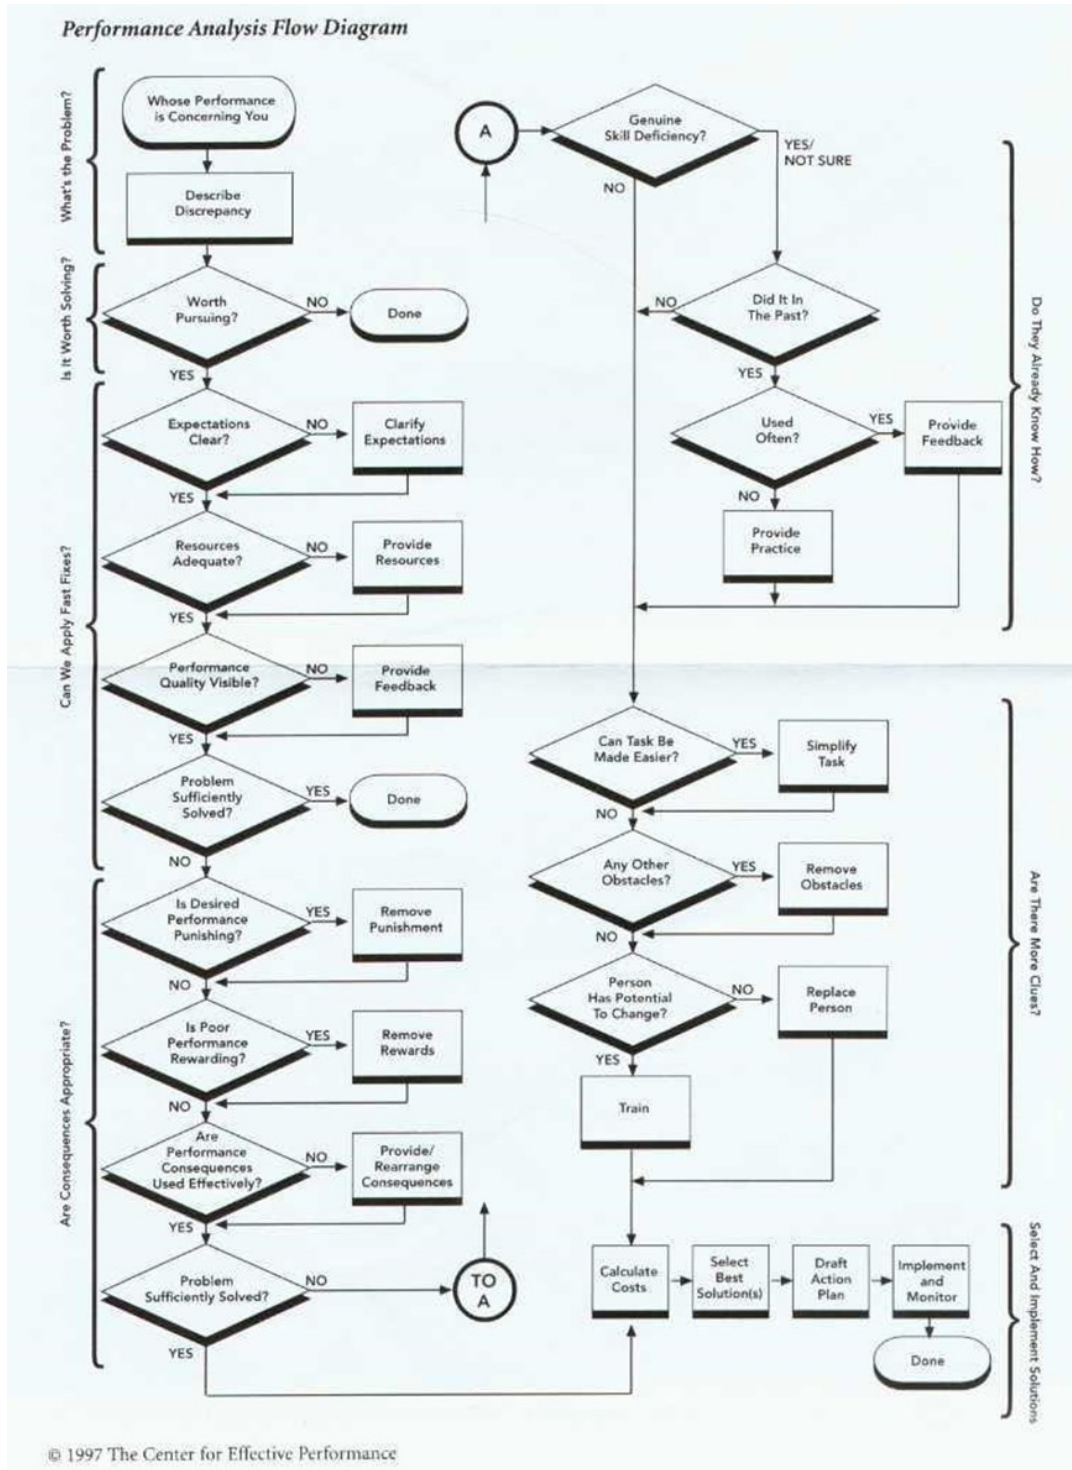 Performance Analysis Flow Diagram
What's the Problem?
Whose Performance
is Concerning You
Describe
Discrepancy
Is It Worth Solving?
Worth
Pursuing?
NO
Done
YES
Can We Apply Fast Fixes?
Expectations
Clear?
NO
Clarify
Expectations
YES
Resources
Adequate?
NO
Provide
Resources
YES
Performance
Quality Visible?
NO
Provide
Feedback
YES
Problem
Sufficiently
Solved?
YES
Done
NO
Are Consequences Appropriate?
Is Desired
Performance
Punishing?
YES
Remove
Punishment
NO
Is Poor
Performance
Rewarding?
YES
Remove
Rewards
NO
Are
Performance
Consequences
Used Effectively?
NO
Provide/
Rearrange
Consequences
YES
Problem
Sufficiently Solved?
NO
TO
A
YES
A
Genuine
Skill Deficiency?
YES/
NOT SURE
NO
Do They Already Know How?
Did It In
The Past?
NO
YES
Used
Often?
YES
Provide
Feedback
NO
Provide
Practice
Are There More Clues?
Can Task Be
Made Easier?
YES
Simplify
Task
NO
Any Other
Obstacles?
YES
Remove
Obstacles
NO
Person
Has Potential
To Change?
NO
Replace
Person
YES
Train
Select And Implement Solutions
Calculate
Costs
Select
Best
Solution(s)
Draft
Action
Plan
Implement
and
Monitor
Done
© 1997 The Center for Effective Performance